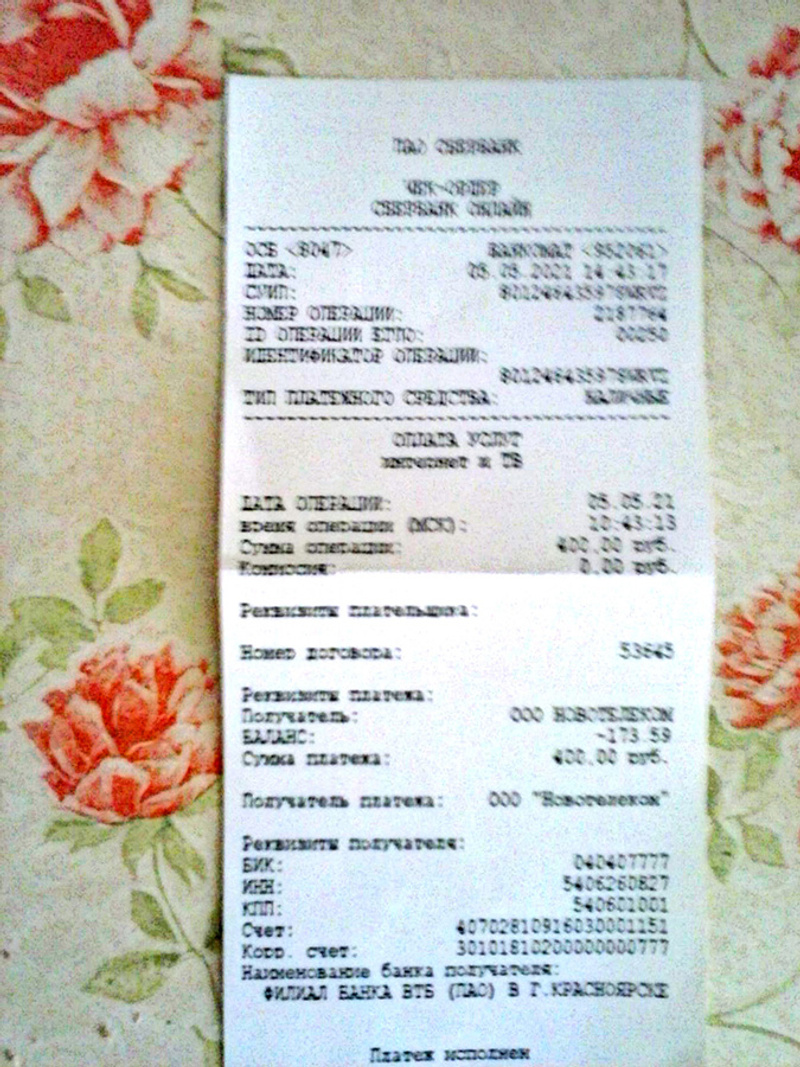 ПАО СБЕРБАНК
ЧЕК-ОРДЕР
СБЕРБАНК ОНЛАЙН
ОСБ <8047> БАНКОМАТ <952061>
ДАТА: 05.05.2021 14:43:17
СУИП:
НОМЕР ОПЕРАЦИИ: 2187764
ID ОПЕРАЦИИ ЕГПО: 00250
ИДЕНТИФИКАТОР ОПЕРАЦИИ:
ТИП ПЛАТЕЖНОГО СРЕДСТВА: НАЛИЧНЫЕ
ОПЛАТА УСЛУГ
интернет и ТВ
ДАТА ОПЕРАЦИИ: 05.05.21
время операции (МСК): 10:43:13
Сумма операции: 400.00 руб.
Комиссия: 0.00 руб.
Реквизиты плательщика:
Номер договора: 53645
Реквизиты платежа:
Получатель: ООО НОВОТЕЛЕКОМ
БАЛАНС: -173.59
Сумма платежа: 400.00 руб.
Получатель платежа: ООО "Новотелеком"
Реквизиты получателя:
БИК: 040407777
ИНН: 5406260827
КПП: 540601001
Счет: 40702810916030001151
Корр. счет: 30101810200000000777
Наименование банка получателя:
ФИЛИАЛ БАНКА ВТБ (ПАО) В Г.КРАСНОЯРСКЕ
Платеж исполнен